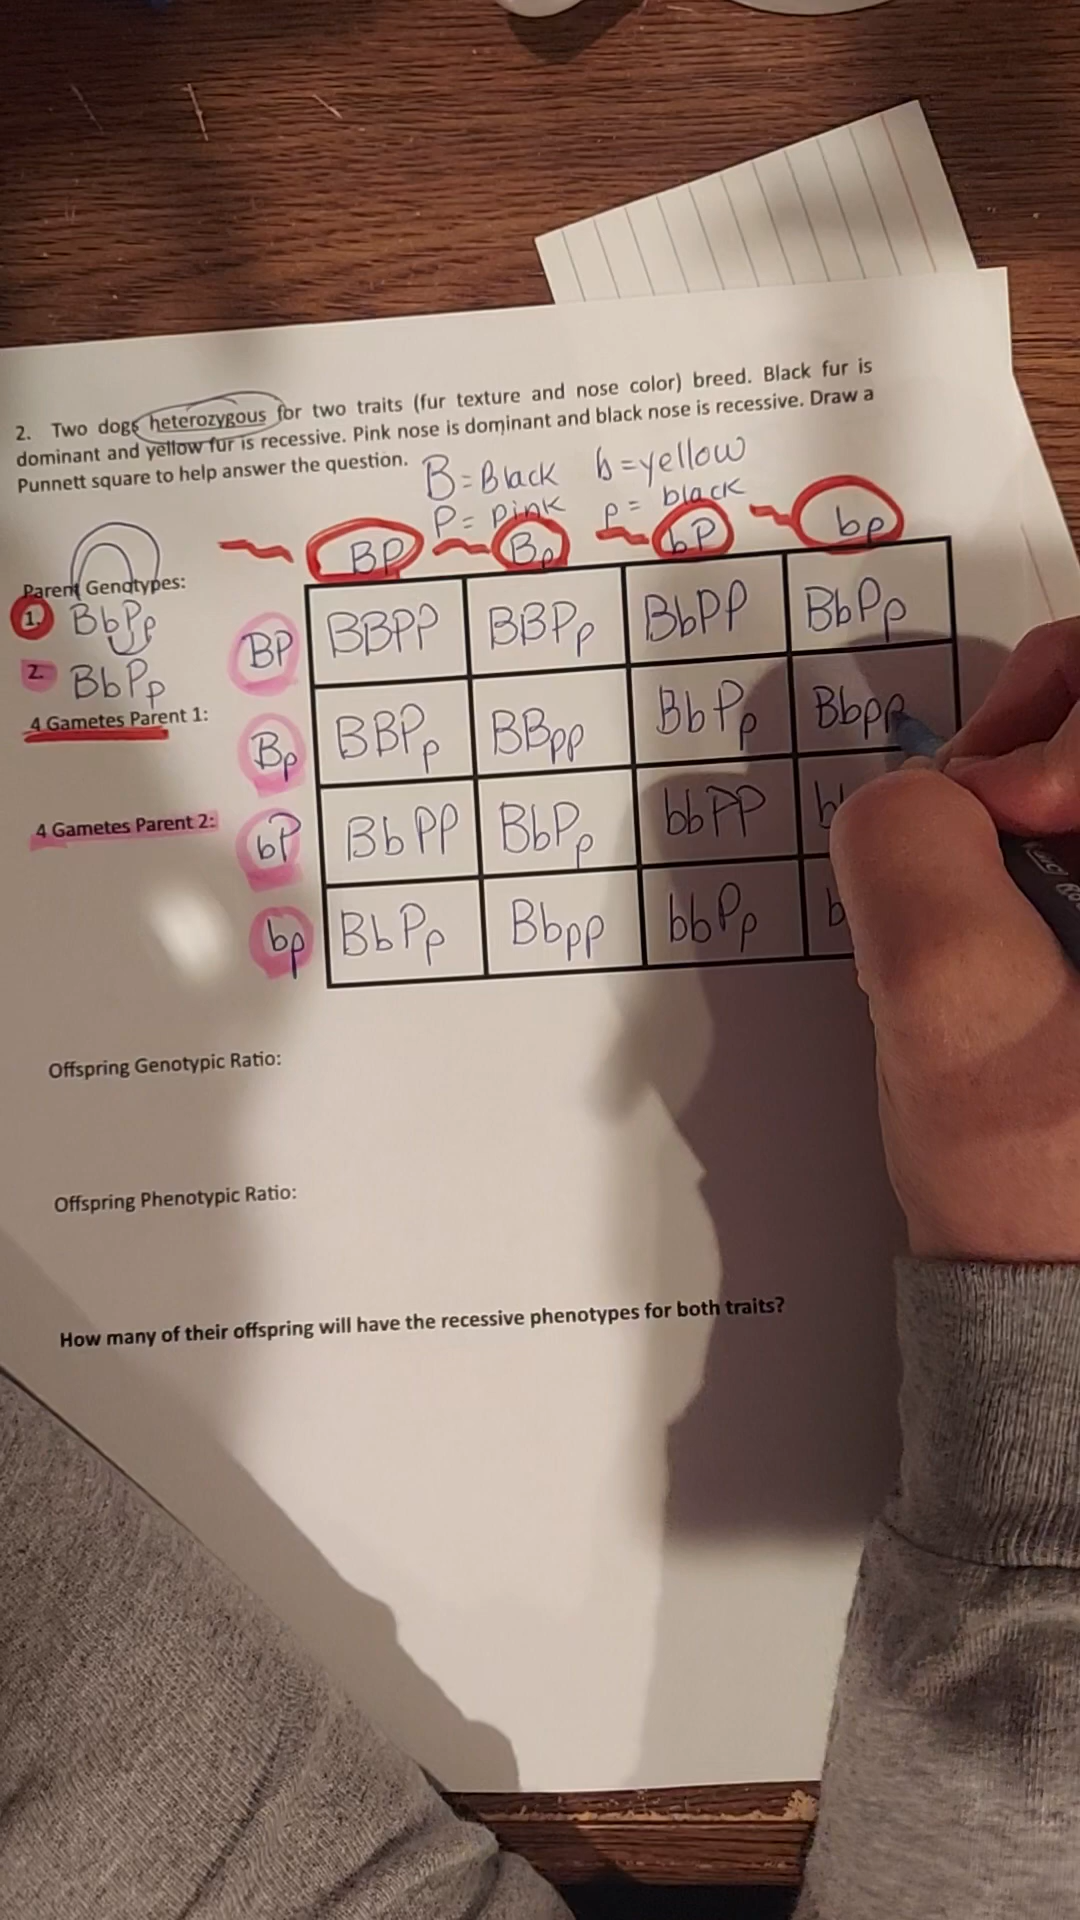 2. Two dogs heterozygous for two traits (fur texture and nose color) breed. Black fur is
dominant and yellow fur is recessive. Pink nose is dominant and black nose is recessive. Draw a
Punnett square to help answer the question.
B=Black b=yellow
P= Pink p= black
BP Bp bP bp
Parent Genotypes:
1. BbPp
2. BbPp
4 Gametes Parent 1:
4 Gametes Parent 2:
BP BBPP BBPp BbPP BbPp
Bp BBPp BBpp BbPp Bbpp
bP BbPP BbPp bbPP b
bp BbPp Bbpp bbPp b
Offspring Genotypic Ratio:
Offspring Phenotypic Ratio:
How many of their offspring will have the recessive phenotypes for both traits?